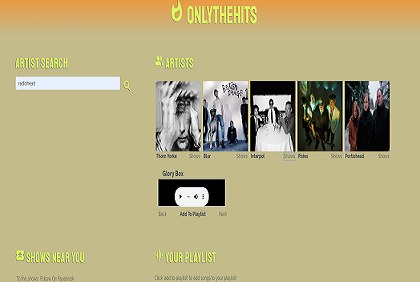 ONLYTHEHITS
ARTIST SEARCH
radiohead
ARTISTS
BROKEN
Thom Yorke Shows Blur Shows Interpol Shows Pixies Shows Portishead Shows
Glory Box
Back Add To Playlist Next
SHOWS NEAR YOU
To the shows: Follow On Facebook
YOUR PLAYLIST
Click add to playlist to add songs to your playlist!